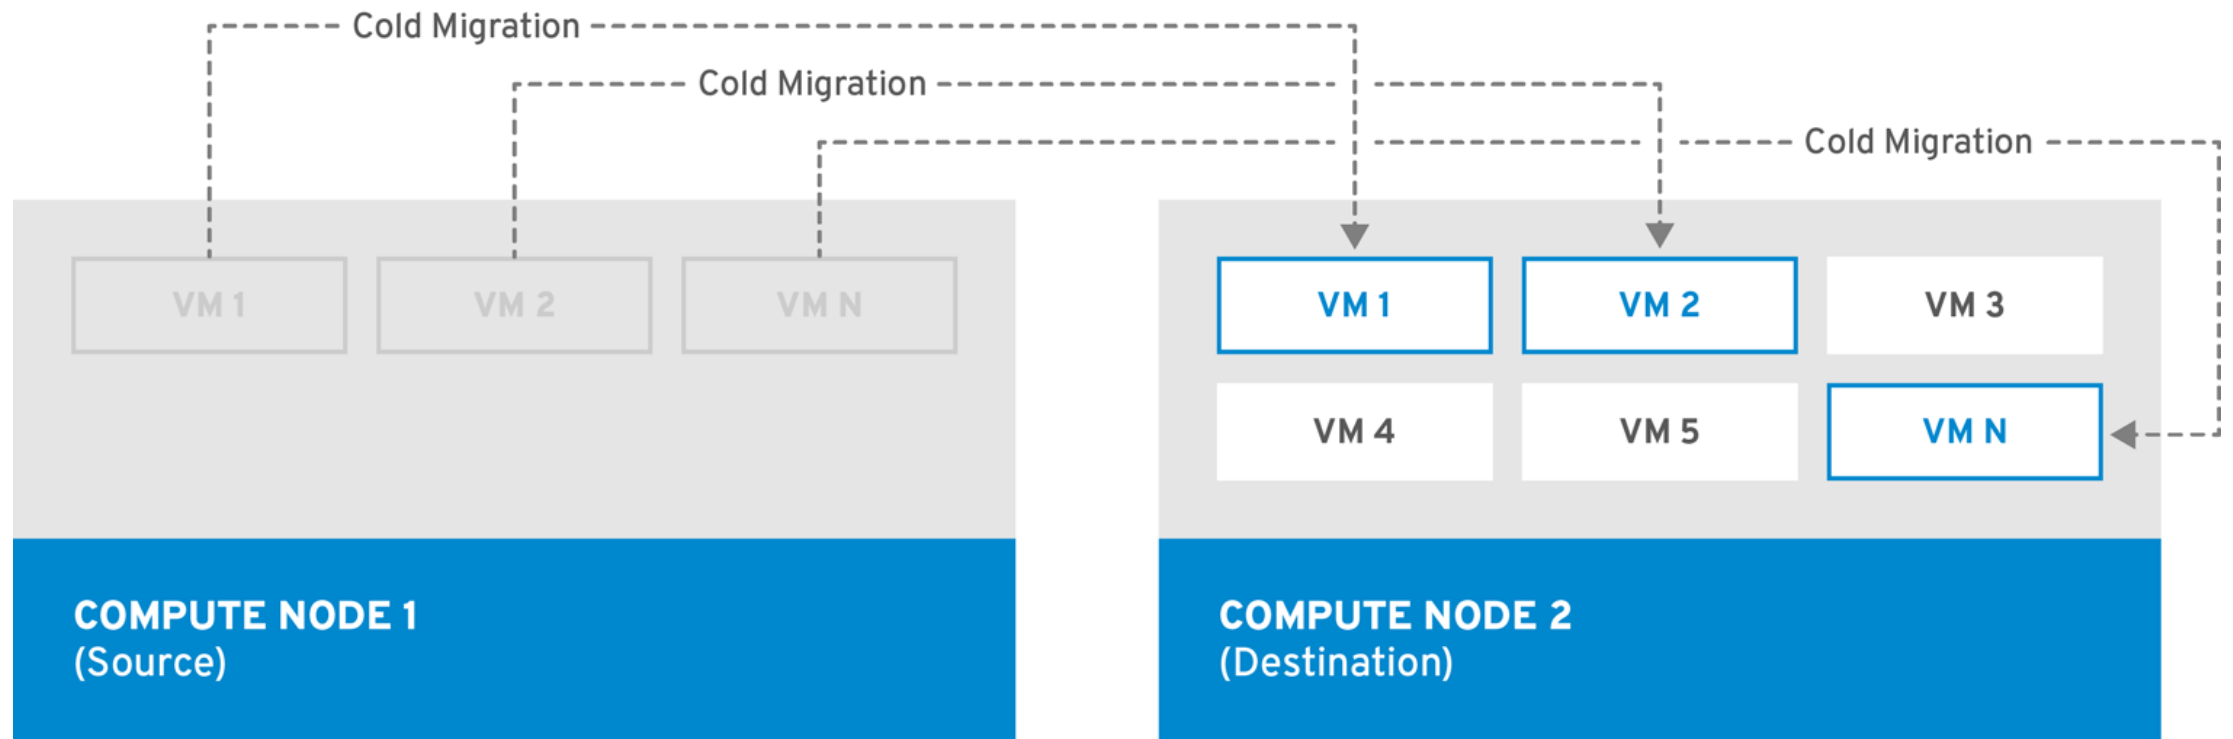 Cold Migration
Cold Migration
Cold Migration
VM 1
VM 2
VM N
VM 1
VM 2
VM 3
VM 4
VM 5
VM N
COMPUTE NODE 1
(Source)
COMPUTE NODE 2
(Destination)